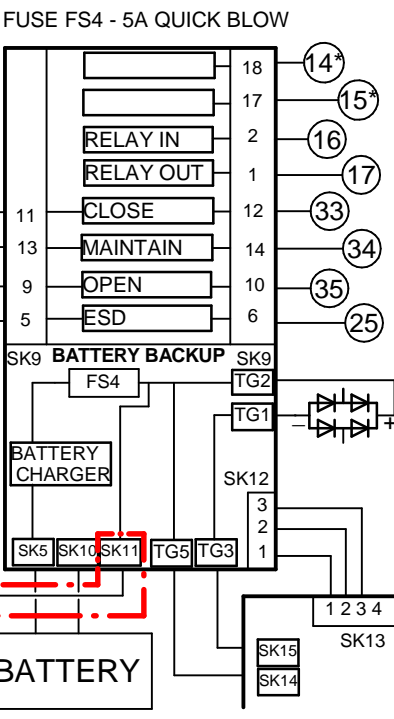 FUSE FS4 - 5A QUICK BLOW
18 14*
17 15*
RELAY IN 2 16
RELAY OUT 1 17
11 CLOSE 12 33
13 MAINTAIN 14 34
9 OPEN 10 35
5 ESD 6 25
SK9 BATTERY BACKUP SK9
FS4 TG2
TG1
− +
BATTERY
CHARGER
SK12
3
2
1
SK5 SK10 SK11 TG5 TG3
1 2 3 4
SK13
SK15
SK14
BATTERY